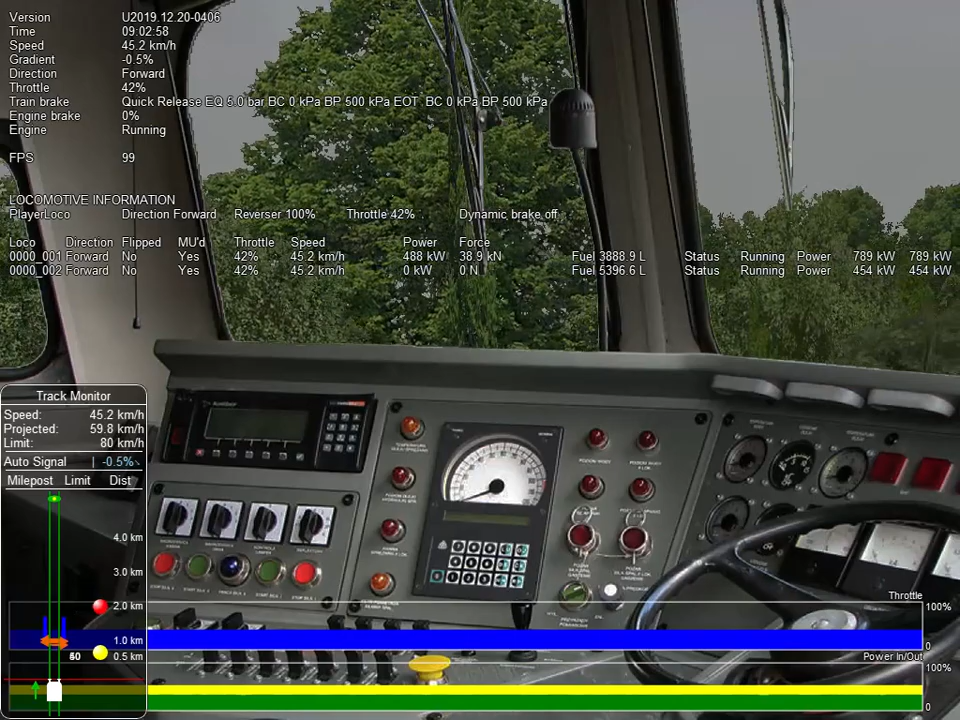 Version U2019.12.20-0406
Time 09:02:58
Speed 45.2 km/h
Gradient -0.5%
Direction Forward
Throttle 42%
Train brake Quick Release EQ 5.0 bar BC 0 kPa BP 500 kPa EOT BC 0 kPa BP 500 kPa
Engine brake 0%
Engine Running
FPS 99
LOCOMOTIVE INFORMATION
PlayerLoco Direction Forward Reverser 100% Throttle 42% Dynamic brake off
Loco Direction Flipped MU'd Throttle Speed Power Force
0000_001 Forward No Yes 42% 45.2 km/h 488 kW 38.9 kN Fuel 3888.9 L Status Running Power 789 kW 789 kW
0000_002 Forward No Yes 42% 45.2 km/h 0 kW 0 N Fuel 5396.6 L Status Running Power 454 kW 454 kW
Track Monitor
Speed: 45.2 km/h
Projected: 59.8 km/h
Limit: 80 km/h
Auto Signal | -0.5%
Milepost Limit Dist
4.0 km
3.0 km
2.0 km
1.0 km
0.5 km
Throttle
100%
0
Power In/Out
100%
0